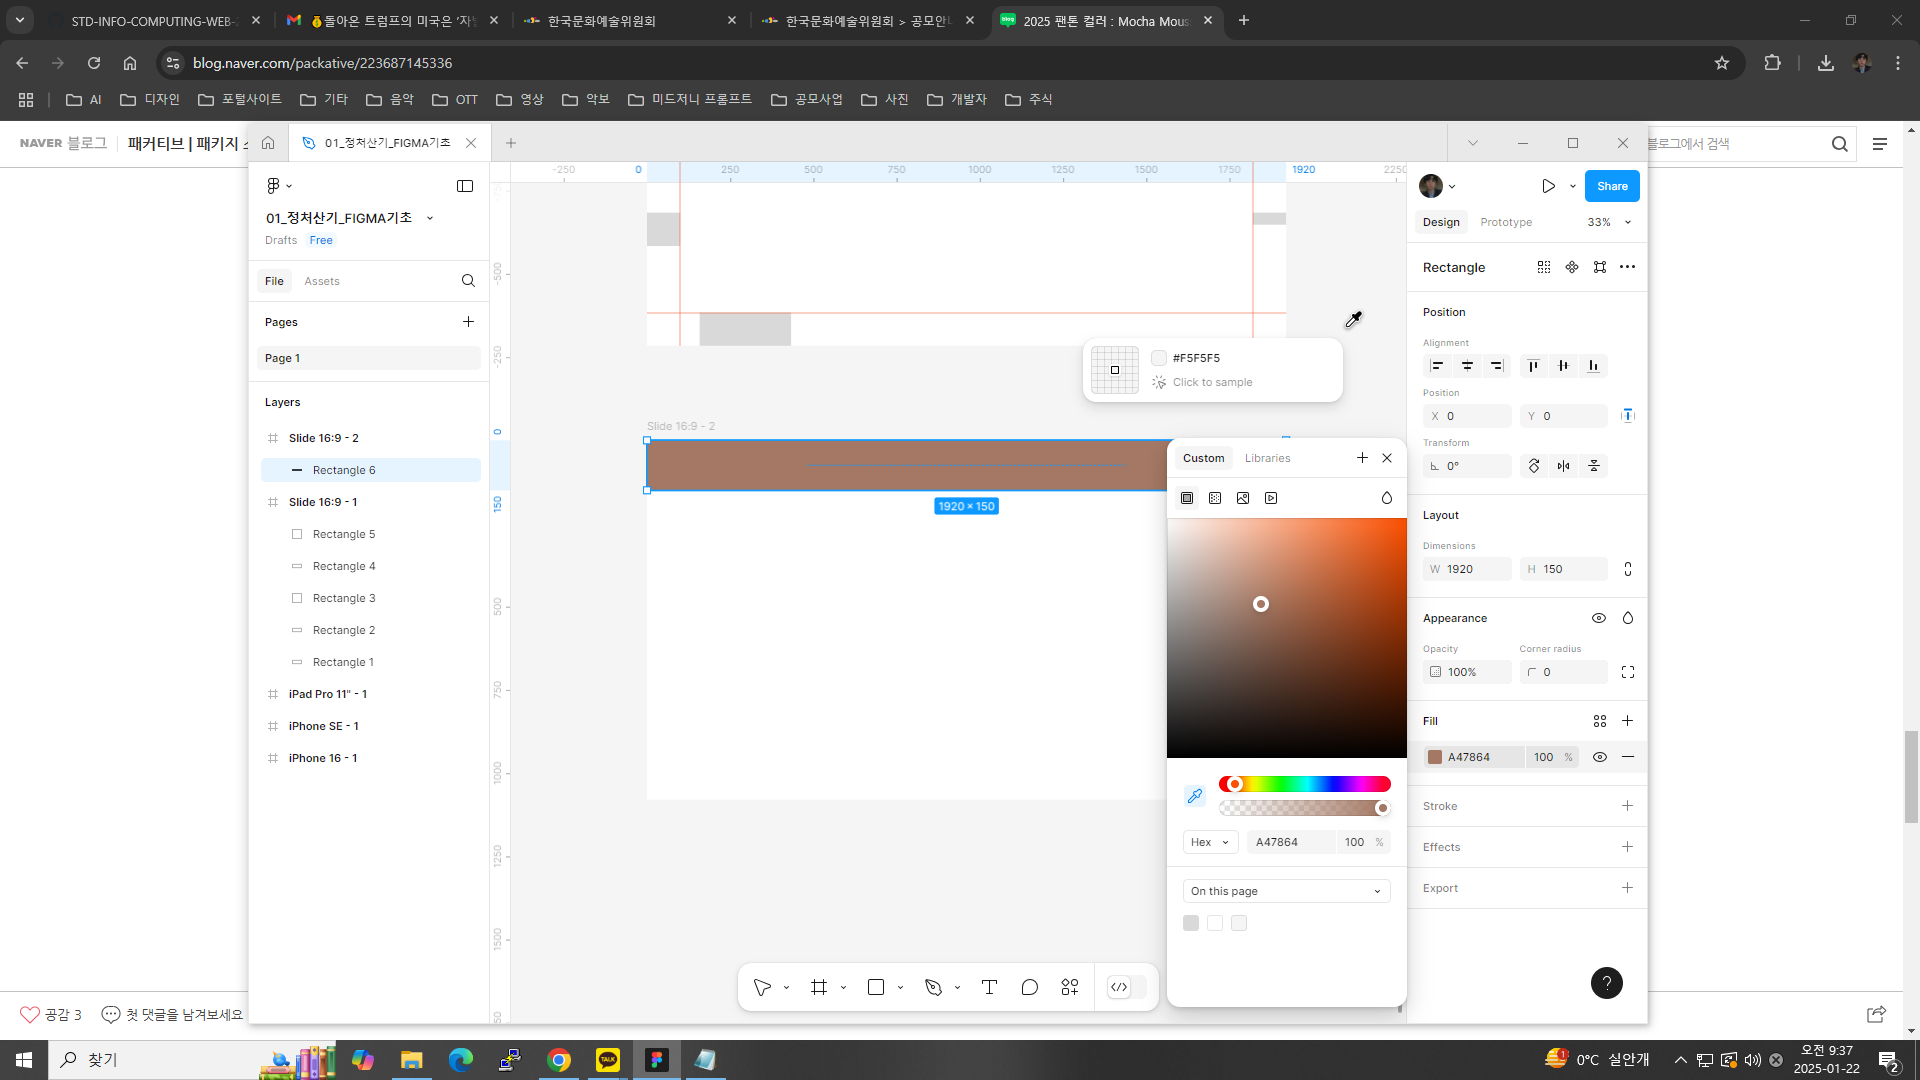 STD-INFO-COMPUTING-WEB-
💰돌아온 트럼프의 미국은 '자
한국문화예술위원회
한국문화예술위원회 > 공모안
2025 팬톤 컬러 : Mocha Mous
blog.naver.com/packative/223687145336
AI
디자인
포털사이트
기타
음악
OTT
영상
악보
미드저니 프롬프트
공모사업
사진
개발자
주식
NAVER 블로그
패커티브 | 패키지
블로그에서 검색
01_정처산기_FIGMA기초
01_정처산기_FIGMA기초
Drafts
Free
File
Assets
Pages
Page 1
Layers
Slide 16:9 - 2
Rectangle 6
Slide 16:9 - 1
Rectangle 5
Rectangle 4
Rectangle 3
Rectangle 2
Rectangle 1
iPad Pro 11" - 1
iPhone SE - 1
iPhone 16 - 1
-250 0 250 500 750 1000 1250 1500 1750 1920 2250
-500
-250
0
150
500
750
1000
1250
1500
#F5F5F5
Click to sample
Slide 16:9 - 2
1920 × 150
Custom
Libraries
Hex
A47864
100 %
On this page
Share
Design
Prototype
33%
Rectangle
Position
Alignment
Position
X 0
Y 0
Transform
0°
Layout
Dimensions
W 1920
H 150
Appearance
Opacity
Corner radius
100%
0
Fill
A47864
100 %
Stroke
Effects
Export
?
공감 3
첫 댓글을 남겨보세요
찾기
TALK
1
0°C 실안개
오전 9:37
2025-01-22
2